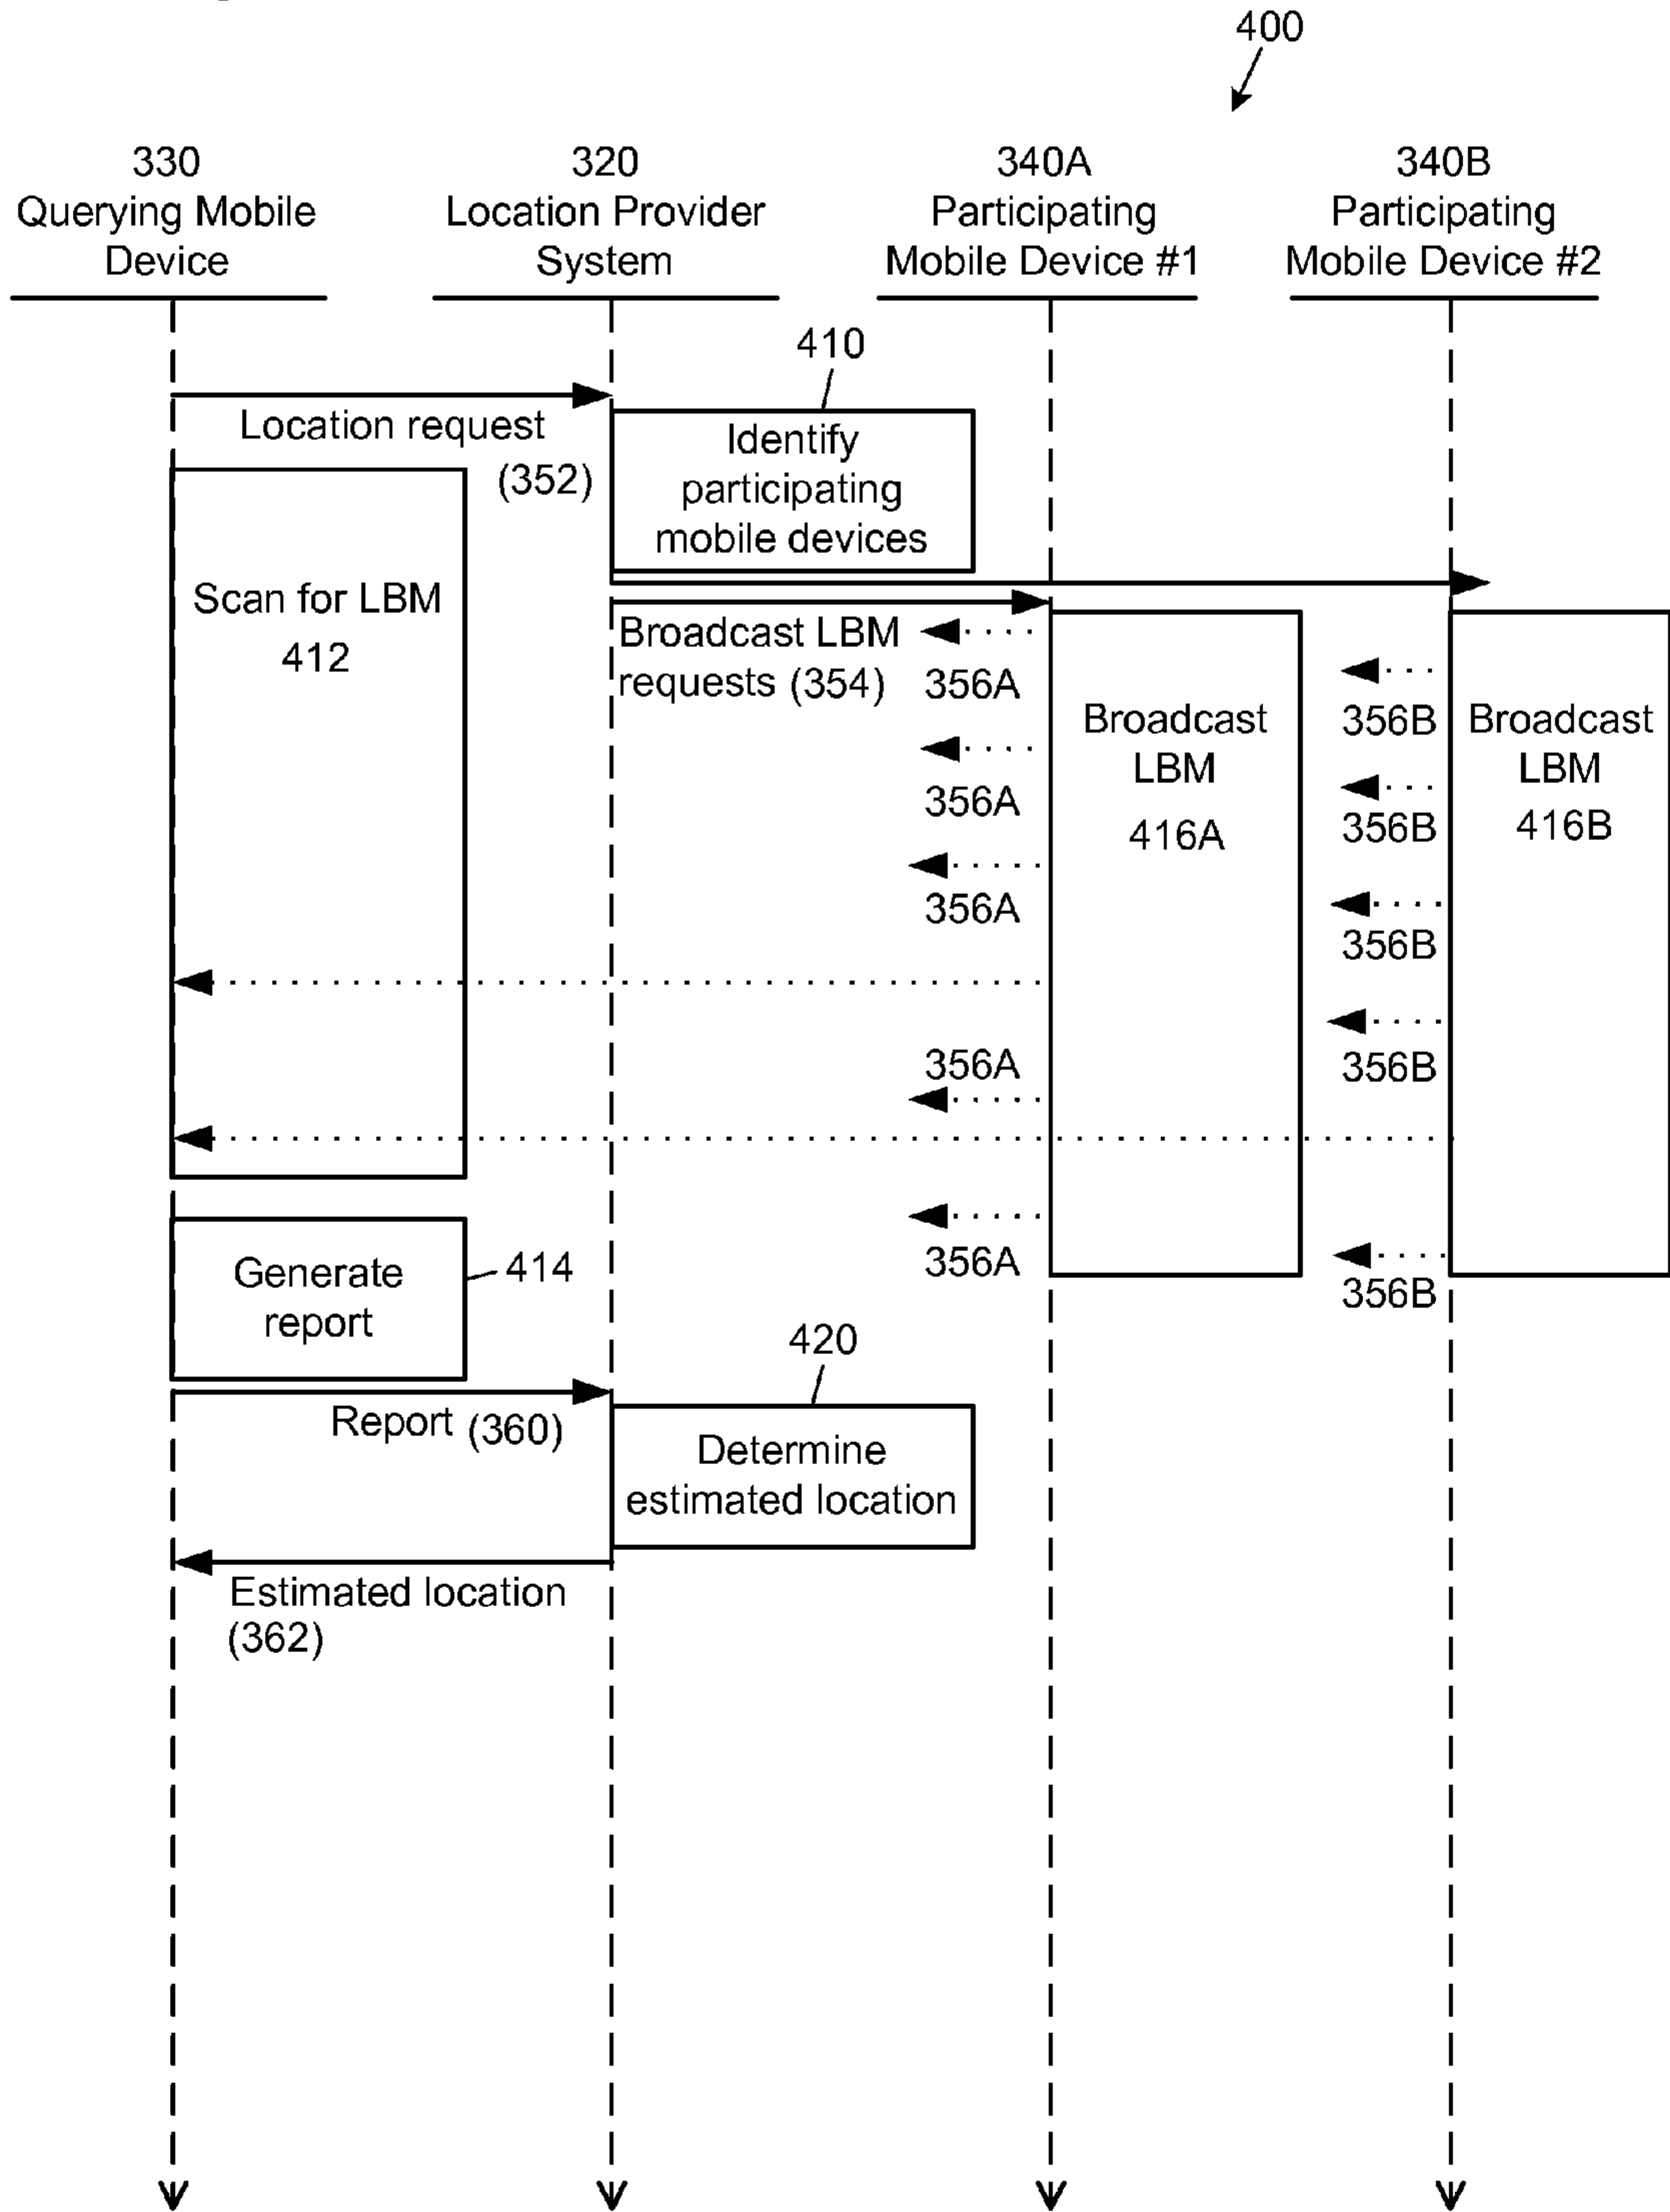 400
330
Querying Mobile
Device
320
Location Provider
System
340A
Participating
Mobile Device #1
340B
Participating
Mobile Device #2
410
Location request
(352)
Identify
participating
mobile devices
Scan for LBM
412
Broadcast LBM
requests (354)
356A
356B
Broadcast
LBM
416A
Broadcast
LBM
416B
356A
356B
356A
356B
356A
356B
356A
356B
Generate
report
414
420
Report (360)
Determine
estimated location
Estimated location
(362)